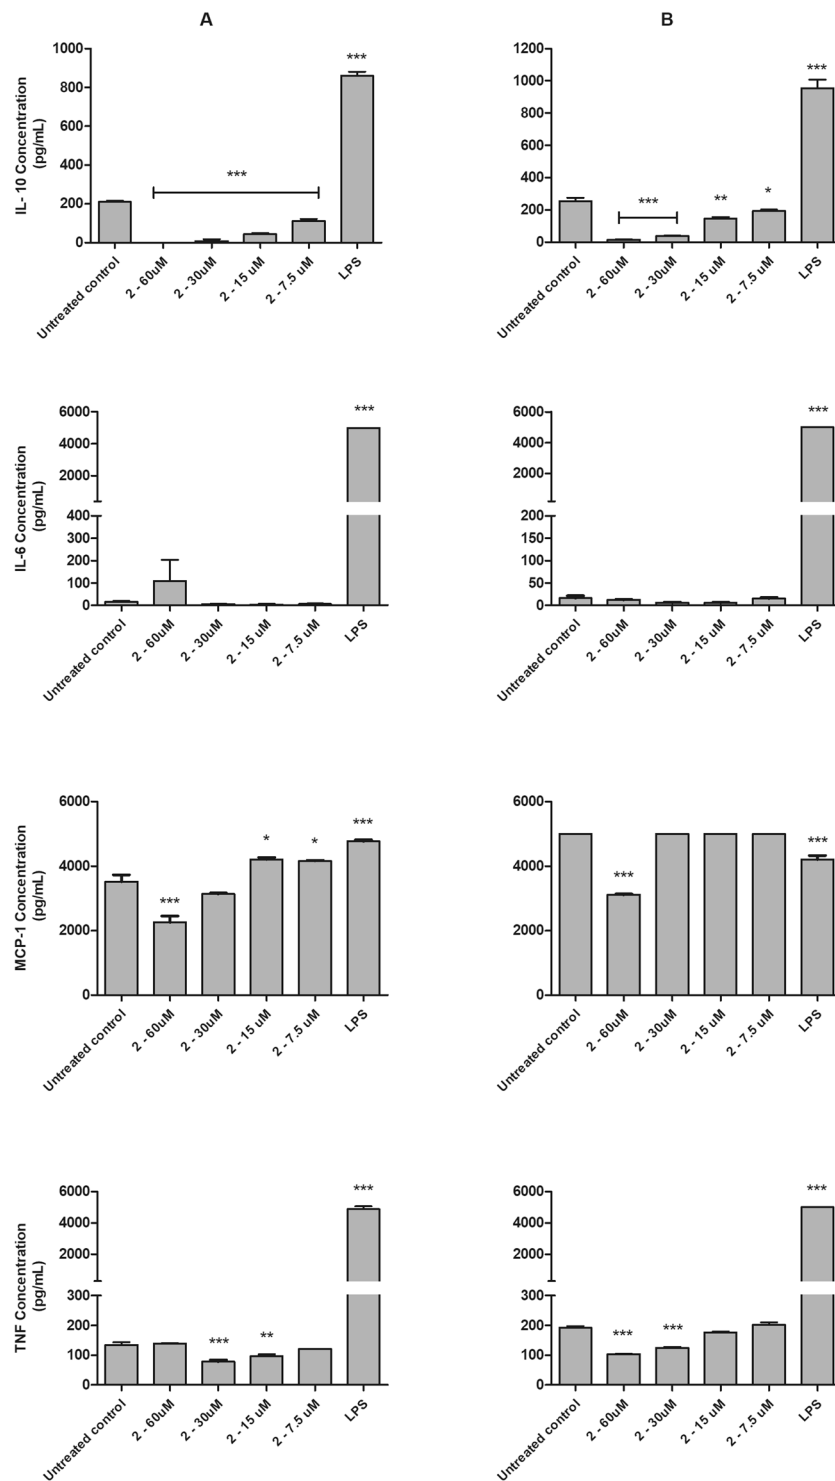 A
IL- 10 Concentration
(pg/mL)
1000
800
600
400
200
0
***
***
Untreated control
2 - 60uM
2 - 30uM
2 - 15 uM
2 - 7.5 uM
LPS
B
1200
1000
800
600
400
200
0
***
**
*
***
Untreated control
2 - 60uM
2 - 30uM
2 - 15 uM
2 - 7.5 uM
LPS
IL-6 Concentration
(pg/mL)
6000
4000
2000
400
300
200
100
0
***
Untreated control
2 - 60uM
2 - 30uM
2 - 15 uM
2 - 7.5 uM
LPS
6000
4000
2000
200
150
100
50
0
***
Untreated control
2 - 60uM
2 - 30uM
2 - 15 uM
2 - 7.5 uM
LPS
MCP-1 Concentration
(pg/mL)
6000
4000
2000
0
***
*
*
***
Untreated control
2 - 60uM
2 - 30uM
2 - 15 uM
2 - 7.5 uM
LPS
6000
4000
2000
0
***
***
Untreated control
2 - 60uM
2 - 30uM
2 - 15 uM
2 - 7.5 uM
LPS
TNF Concentration
(pg/mL)
6000
4000
2000
300
200
100
0
***
**
***
Untreated control
2 - 60uM
2 - 30uM
2 - 15 uM
2 - 7.5 uM
LPS
6000
4000
2000
300
200
100
0
***
***
***
Untreated control
2 - 60uM
2 - 30uM
2 - 15 uM
2 - 7.5 uM
LPS